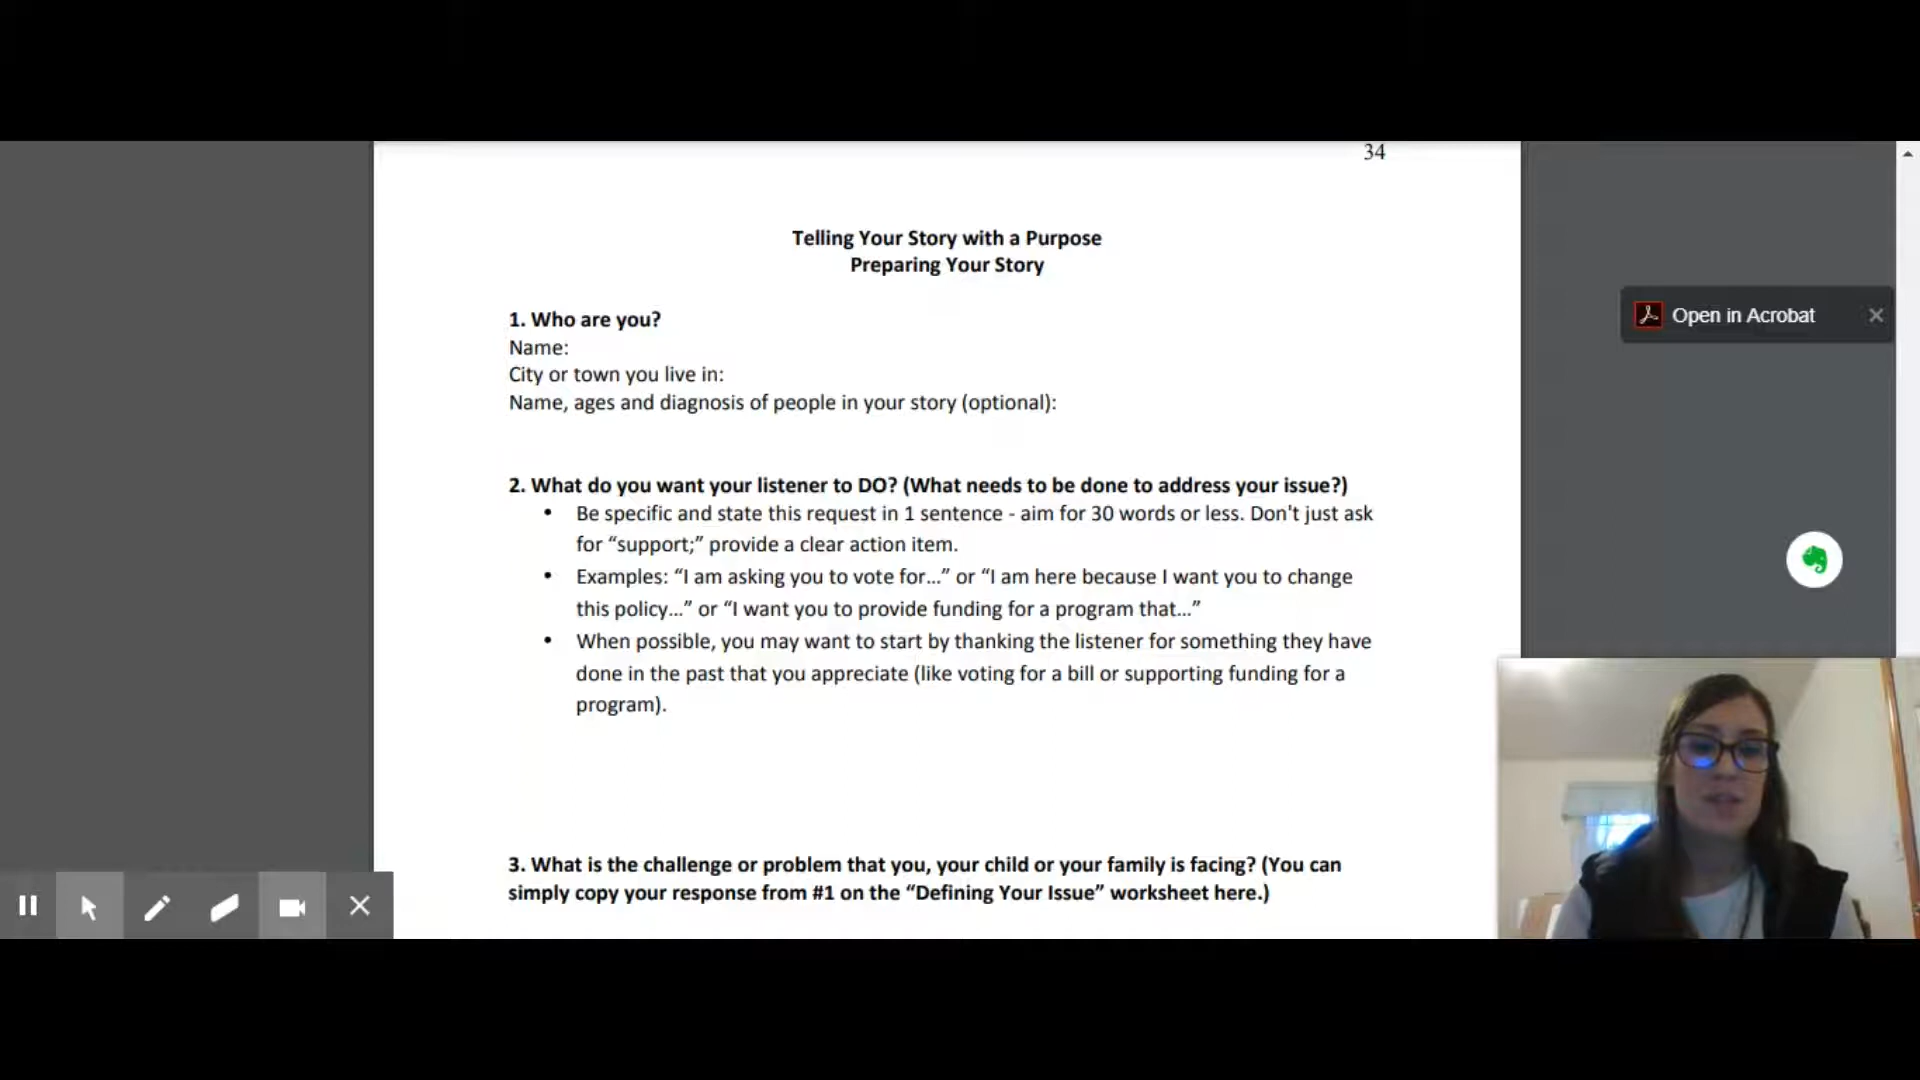 34
Telling Your Story with a Purpose
Preparing Your Story
1. Who are you?
Name:
City or town you live in:
Name, ages and diagnosis of people in your story (optional):
Open in Acrobat
2. What do you want your listener to DO? (What needs to be done to address your issue?)
• Be specific and state this request in 1 sentence - aim for 30 words or less. Don't just ask
for “support;” provide a clear action item.
• Examples: “I am asking you to vote for...” or “I am here because I want you to change
this policy...” or “I want you to provide funding for a program that...”
• When possible, you may want to start by thanking the listener for something they have
done in the past that you appreciate (like voting for a bill or supporting funding for a
program).
3. What is the challenge or problem that you, your child or your family is facing? (You can
simply copy your response from #1 on the “Defining Your Issue” worksheet here.)